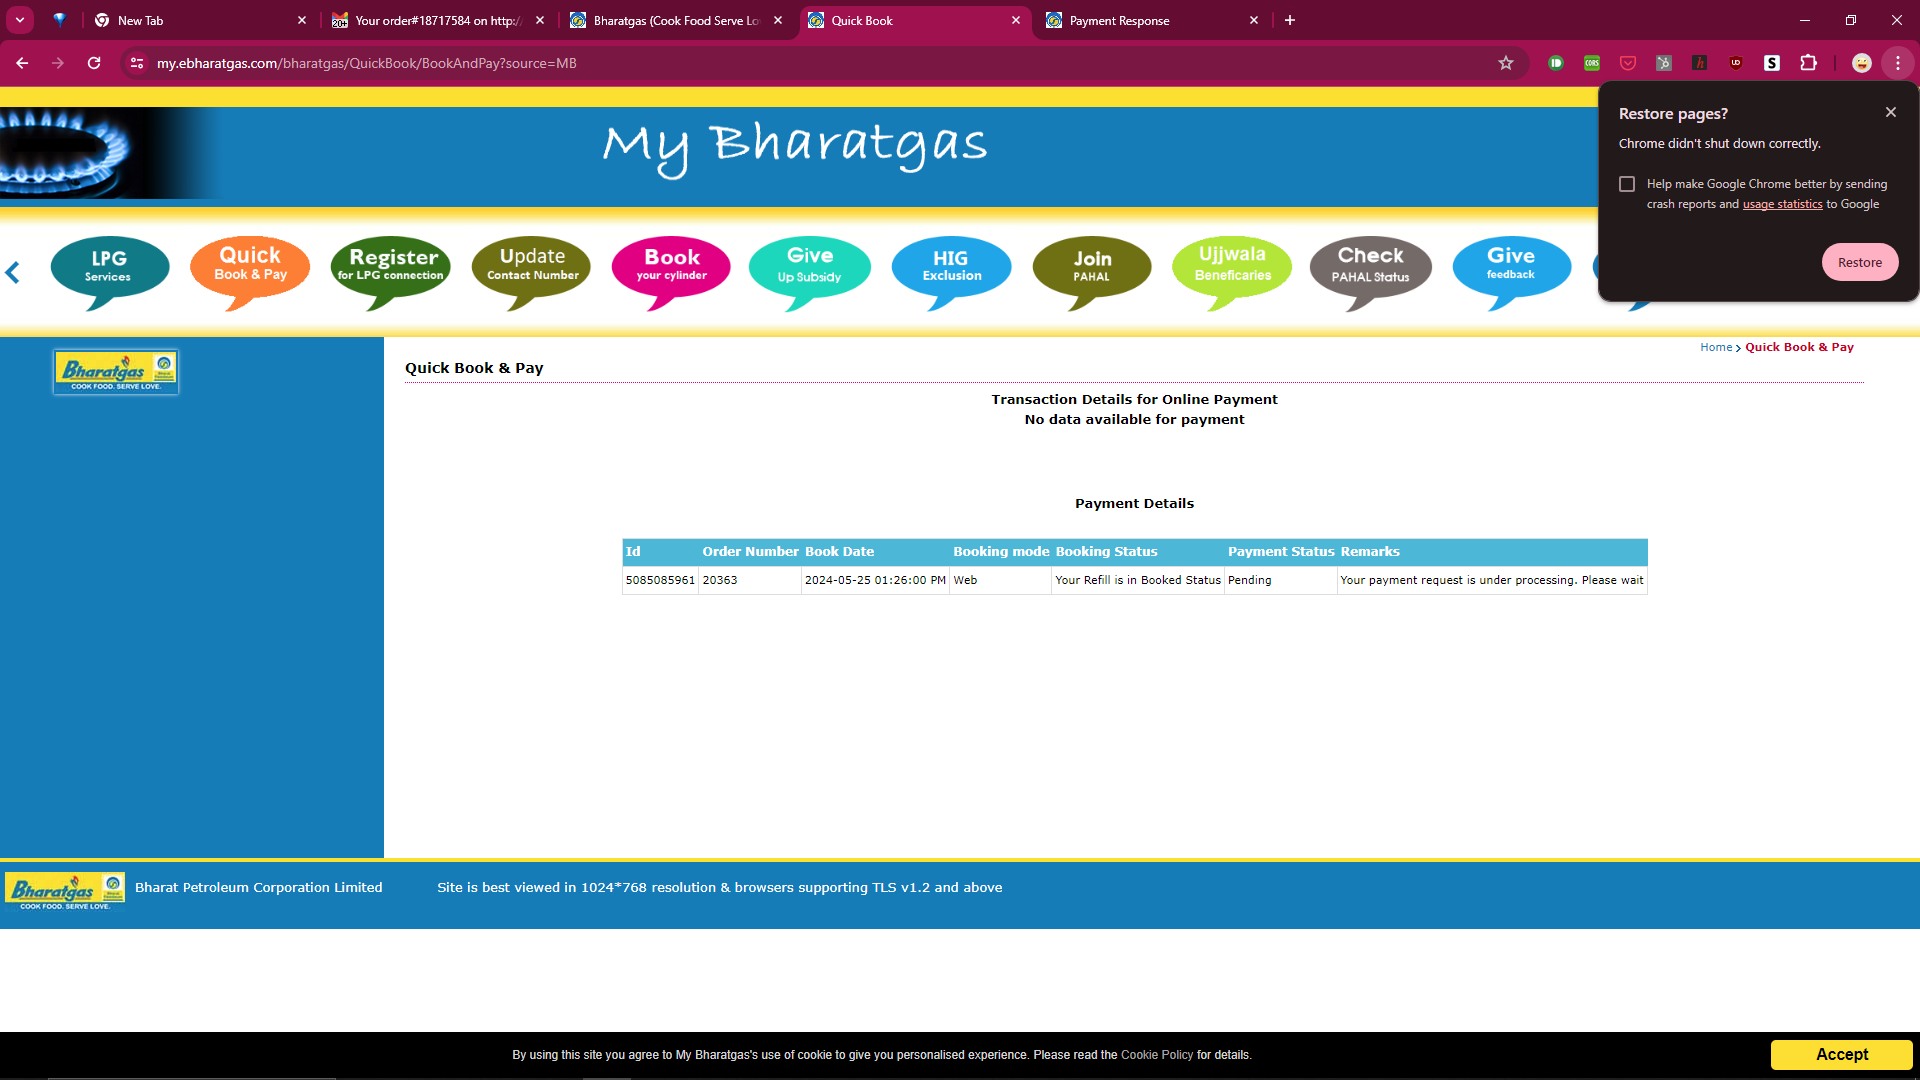 New Tab
Your order#18717584 on http:/
Bharatgas (Cook Food Serve Lo
Quick Book
Payment Response
my.ebharatgas.com/bharatgas/QuickBook/BookAndPay?source=MB
Restore pages?
Chrome didn't shut down correctly.
Help make Google Chrome better by sending
crash reports and usage statistics to Google
Restore
My Bharatgas
LPG
Services
Quick
Book & Pay
Register
for LPG connection
Update
Contact Number
Book
your cylinder
Give
Up Subsidy
HIG
Exclusion
Join
PAHAL
Ujjwala
Beneficaries
Check
PAHAL Status
Give
feedback
Bharatgas
COOK FOOD. SERVE LOVE.
Home > Quick Book & Pay
Quick Book & Pay
Transaction Details for Online Payment
No data available for payment
Payment Details
Id Order Number Book Date Booking mode Booking Status Payment Status Remarks
5085085961 20363 2024-05-25 01:26:00 PM Web Your Refill is in Booked Status Pending Your payment request is under processing. Please wait
Bharatgas
COOK FOOD. SERVE LOVE.
Bharat Petroleum Corporation Limited
Site is best viewed in 1024*768 resolution & browsers supporting TLS v1.2 and above
By using this site you agree to My Bharatgas's use of cookie to give you personalised experience. Please read the Cookie Policy for details.
Accept